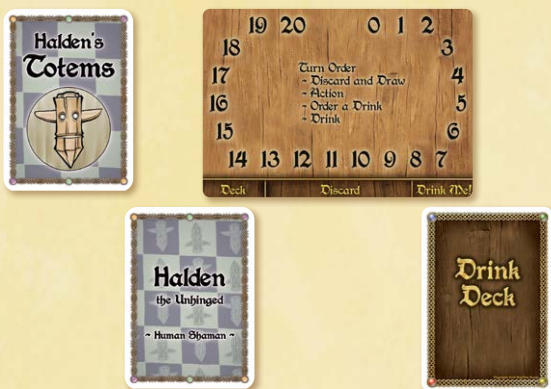 Halden's
Totems
19 20 0 1 2
18 3
17 4
16 5
15 6
14 13 12 11 10 9 8 7
Turn Order
~ Discard and Draw
~ Action
~ Order a Drink
~ Drink
Deck Discard Drink Me!
Halden
the Unhinged
~ Human Shaman ~
Drink
Deck